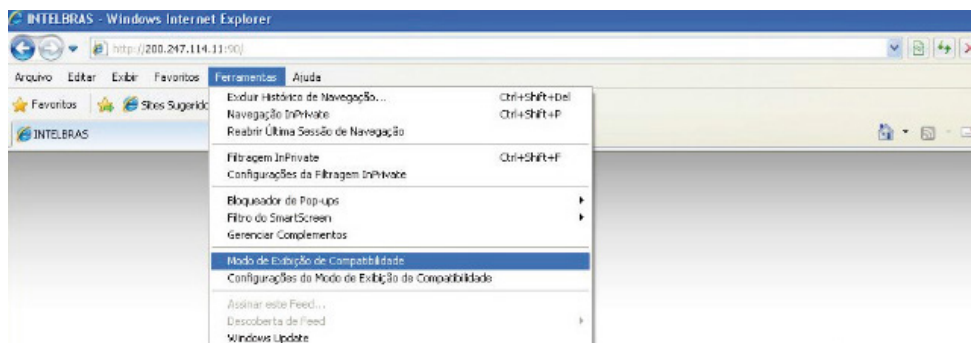 INTELBRAS - Windows Internet Explorer
http://200.247.114.11:90/
Arquivo Editar Exibir Favoritos Ferramentas Ajuda
Favoritos Sites Sugerido
INTELBRAS
Excluir Histórico de Navegação... Ctrl+Shift+Del
Navegação InPrivate Ctrl+Shift+P
Reabrir Última Sessão de Navegação
Filtragem InPrivate Ctrl+Shift+F
Configurações da Filtragem InPrivate
Bloqueador de Pop-ups
Filtro do SmartScreen
Gerenciar Complementos
Modo de Exibição de Compatibilidade
Configurações do Modo de Exibição de Compatibilidade
Assinar este Feed...
Descoberta de Feed
Windows Update